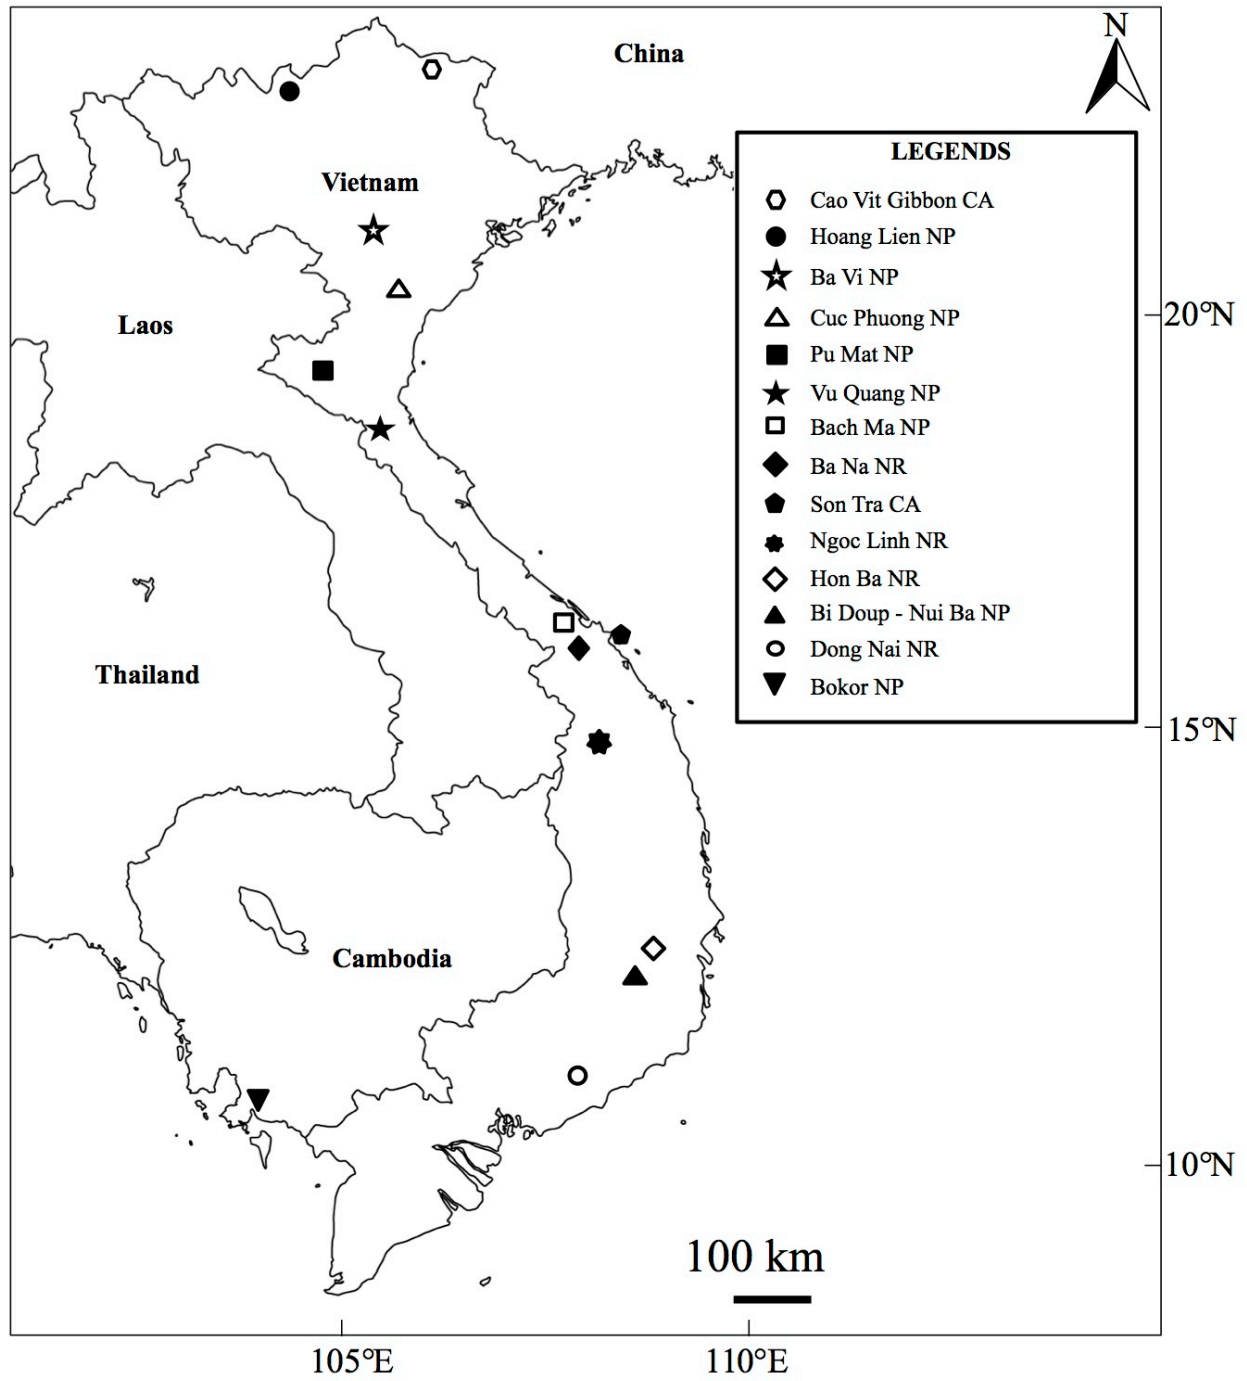 N
China
LEGENDS
Vietnam
Cao Vit Gibbon CA
Hoang Lien NP
Ba Vi NP
Cuc Phuong NP
20°N
Laos
Pu Mat NP
Vu Quang NP
Bach Ma NP
Ba Na NR
Son Tra CA
Ngoc Linh NR
Hon Ba NR
Bi Doup - Nui Ba NP
Dong Nai NR
Thailand
Bokor NP
15°N
Cambodia
10°N
100 km
105°E
110°E